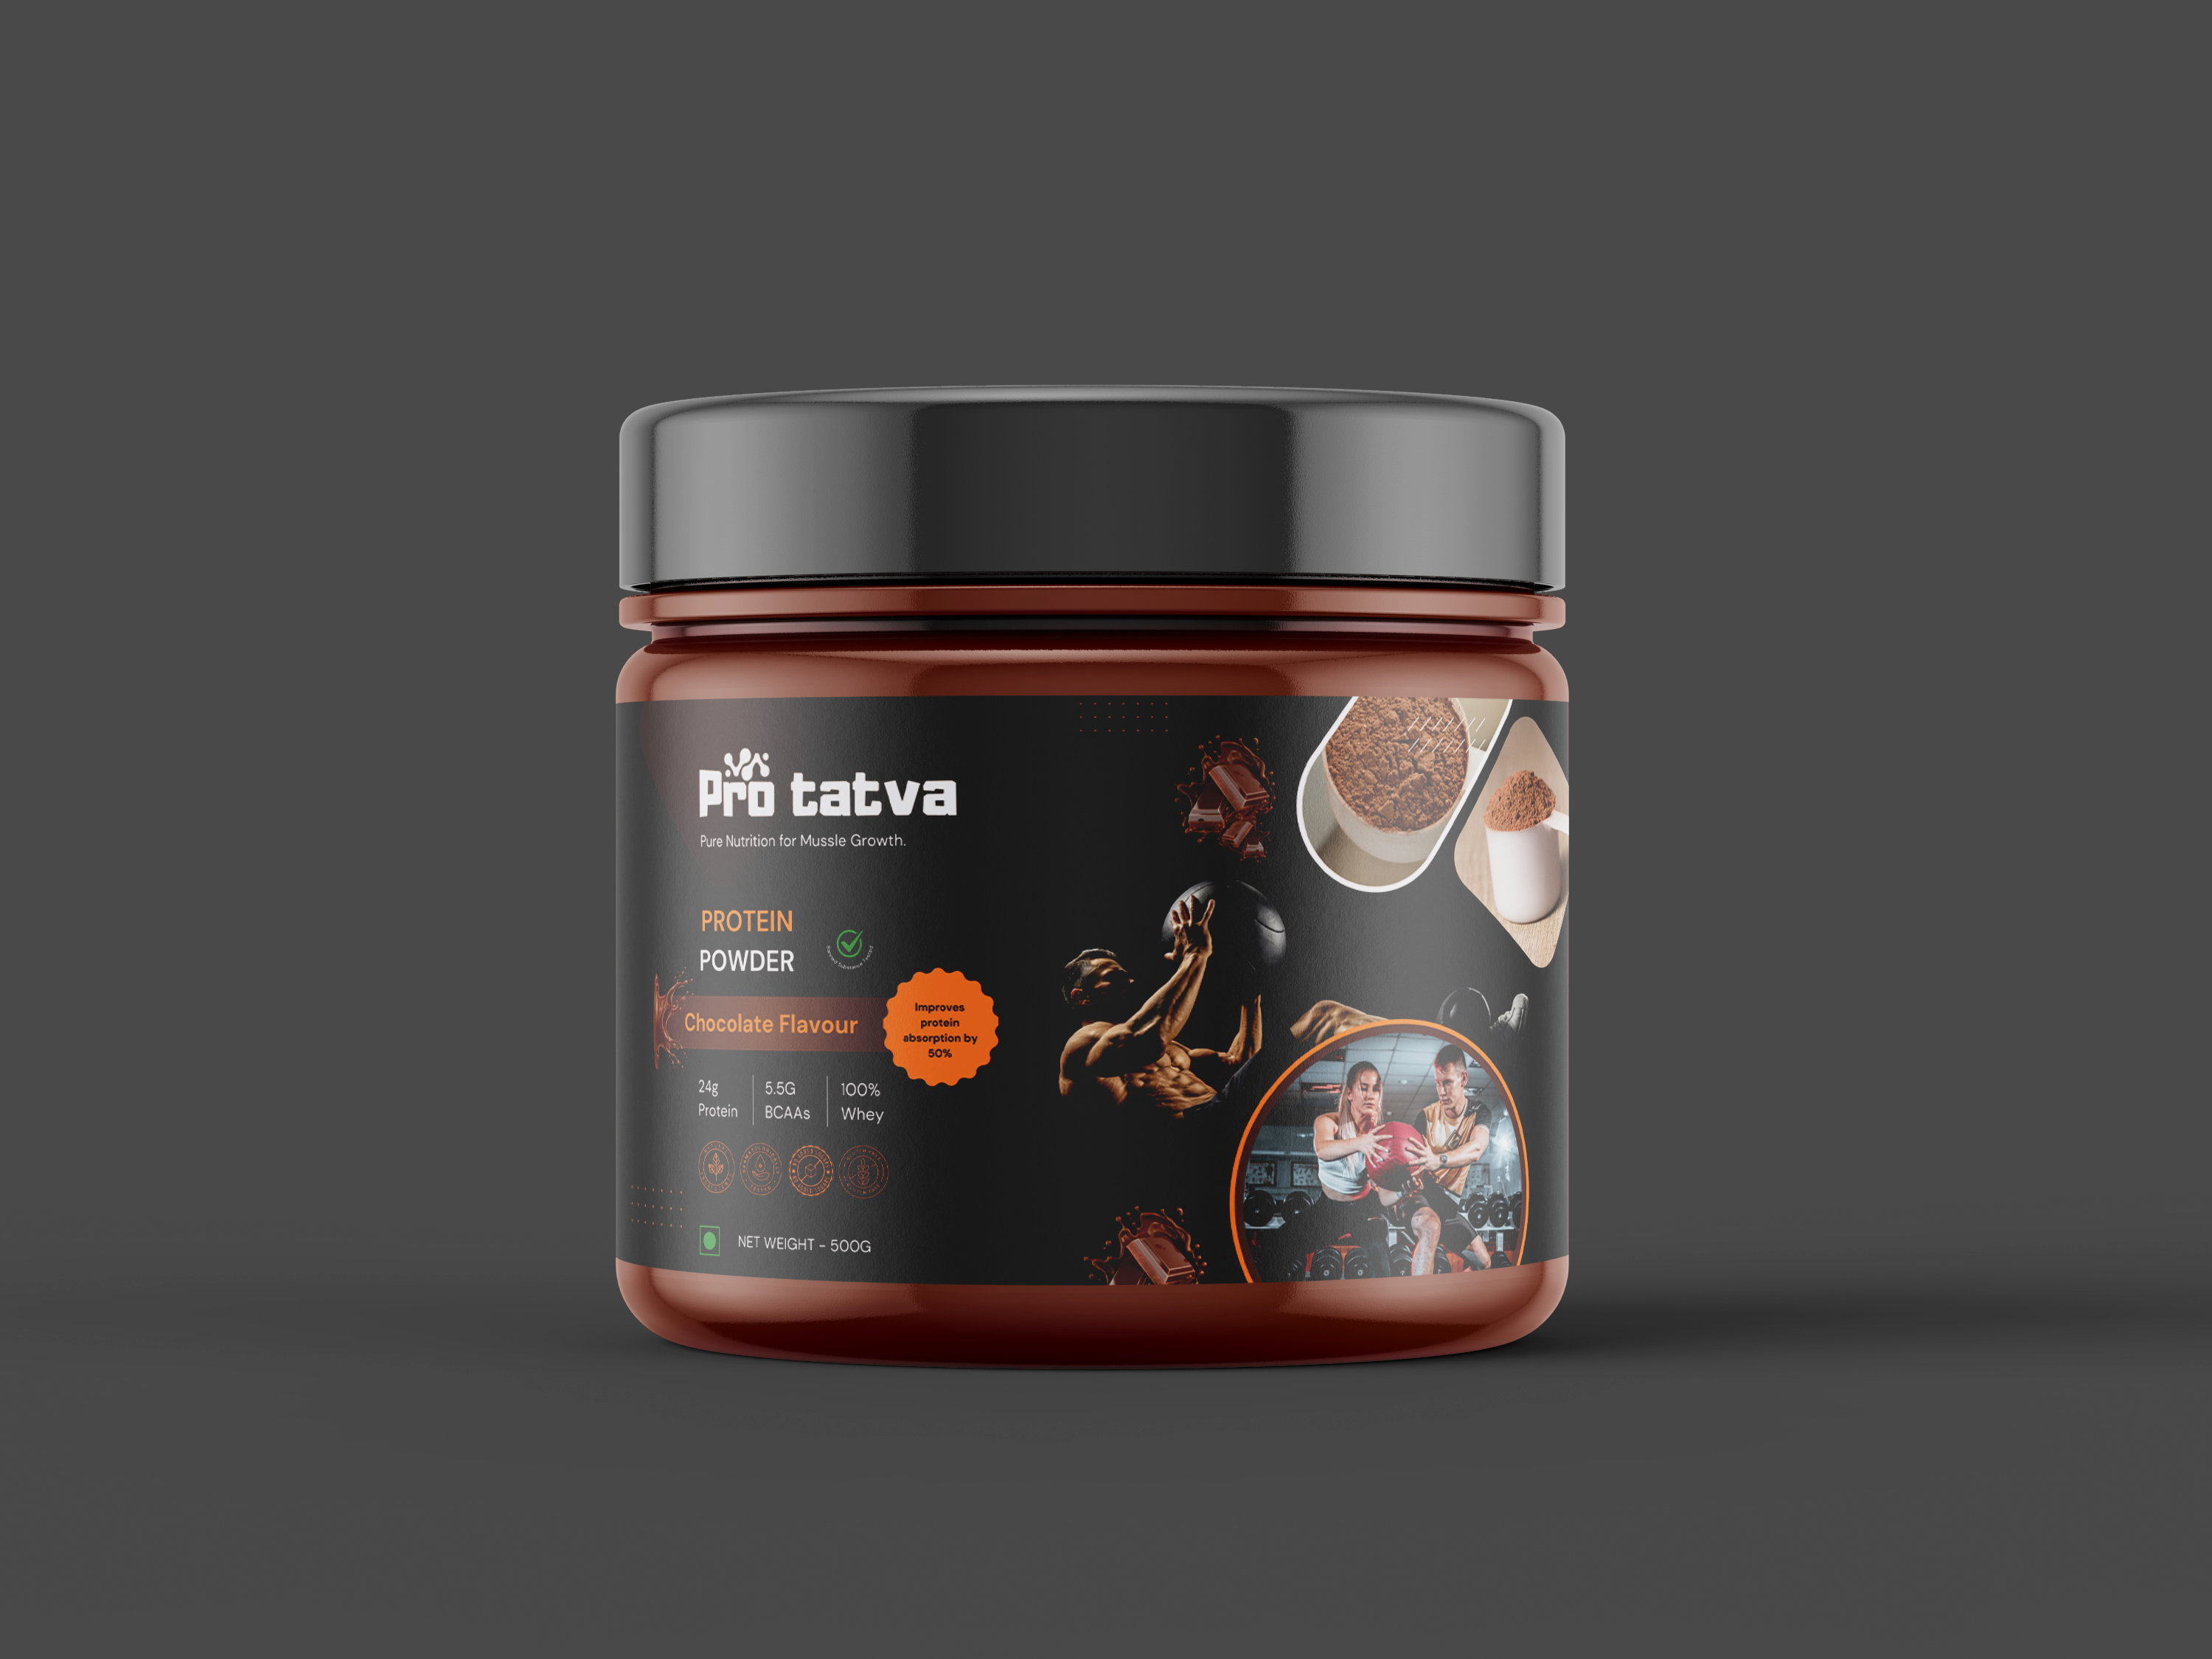 Pro tatva
Pure Nutrition for Mussle Growth.
PROTEIN
POWDER
Chocolate Flavour
Improves
protein
absorption by
50%
24g
Protein
5.5G
BCAAs
100%
Whey
NET WEIGHT - 500G